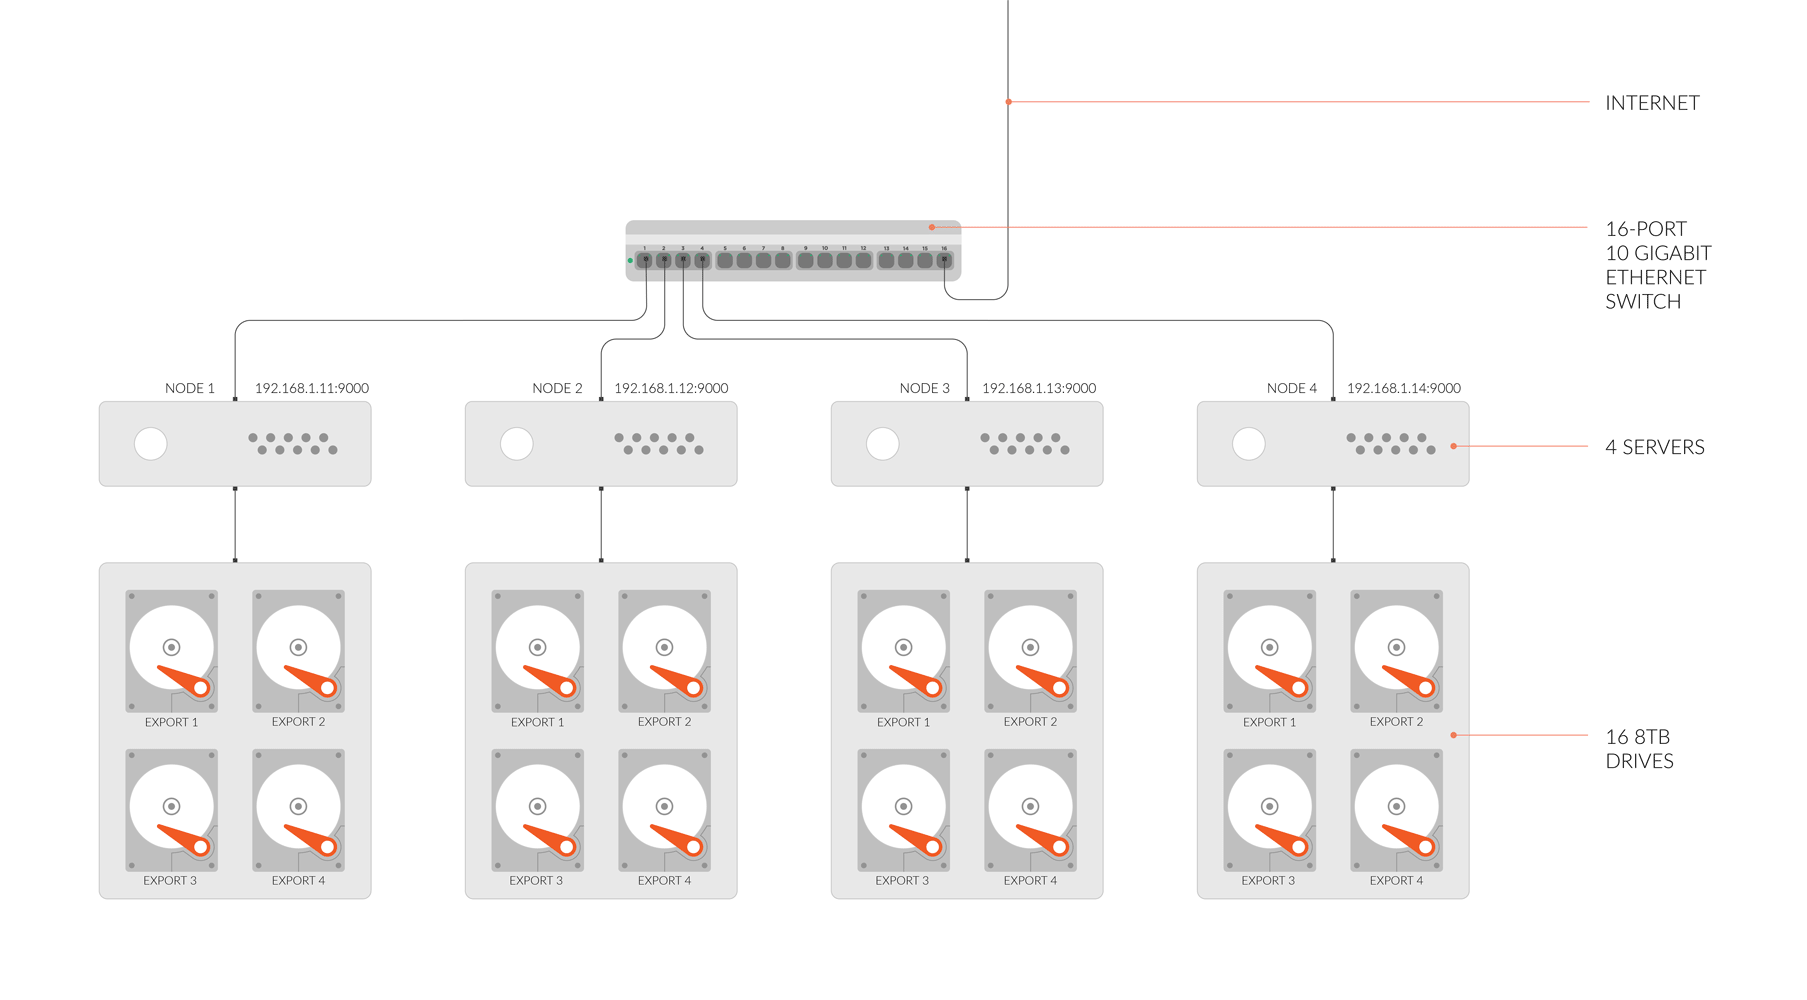 INTERNET
16-PORT
10 GIGABIT
ETHERNET
SWITCH
1 2 3 4 5 6 7 8 9 10 11 12 13 14 15 16
NODE 1 192.168.1.11:9000
NODE 2 192.168.1.12:9000
NODE 3 192.168.1.13:9000
NODE 4 192.168.1.14:9000
4 SERVERS
EXPORT 1 EXPORT 2
EXPORT 1 EXPORT 2
EXPORT 1 EXPORT 2
EXPORT 1 EXPORT 2
16 8TB
DRIVES
EXPORT 3 EXPORT 4
EXPORT 3 EXPORT 4
EXPORT 3 EXPORT 4
EXPORT 3 EXPORT 4